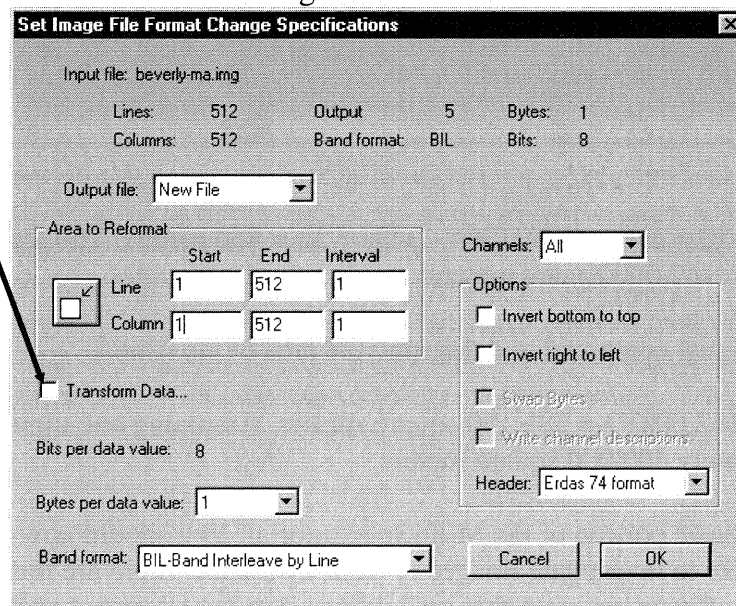 Set Image File Format Change Specifications
Input file: beverly-ma.img
Lines: 512 Output 5 Bytes: 1
Columns: 512 Band format: BIL Bits: 8
Output file: New File
Area to Reformat
Start End Interval
Line 1 512 1
Column 1 512 1
Channels: All
Options
Invert bottom to top
Invert right to left
Swap Bytes
Write channel descriptions
Header: Erdas 74 format
Transform Data...
Bits per data value: 8
Bytes per data value: 1
Band format: BIL-Band Interleave by Line
Cancel OK